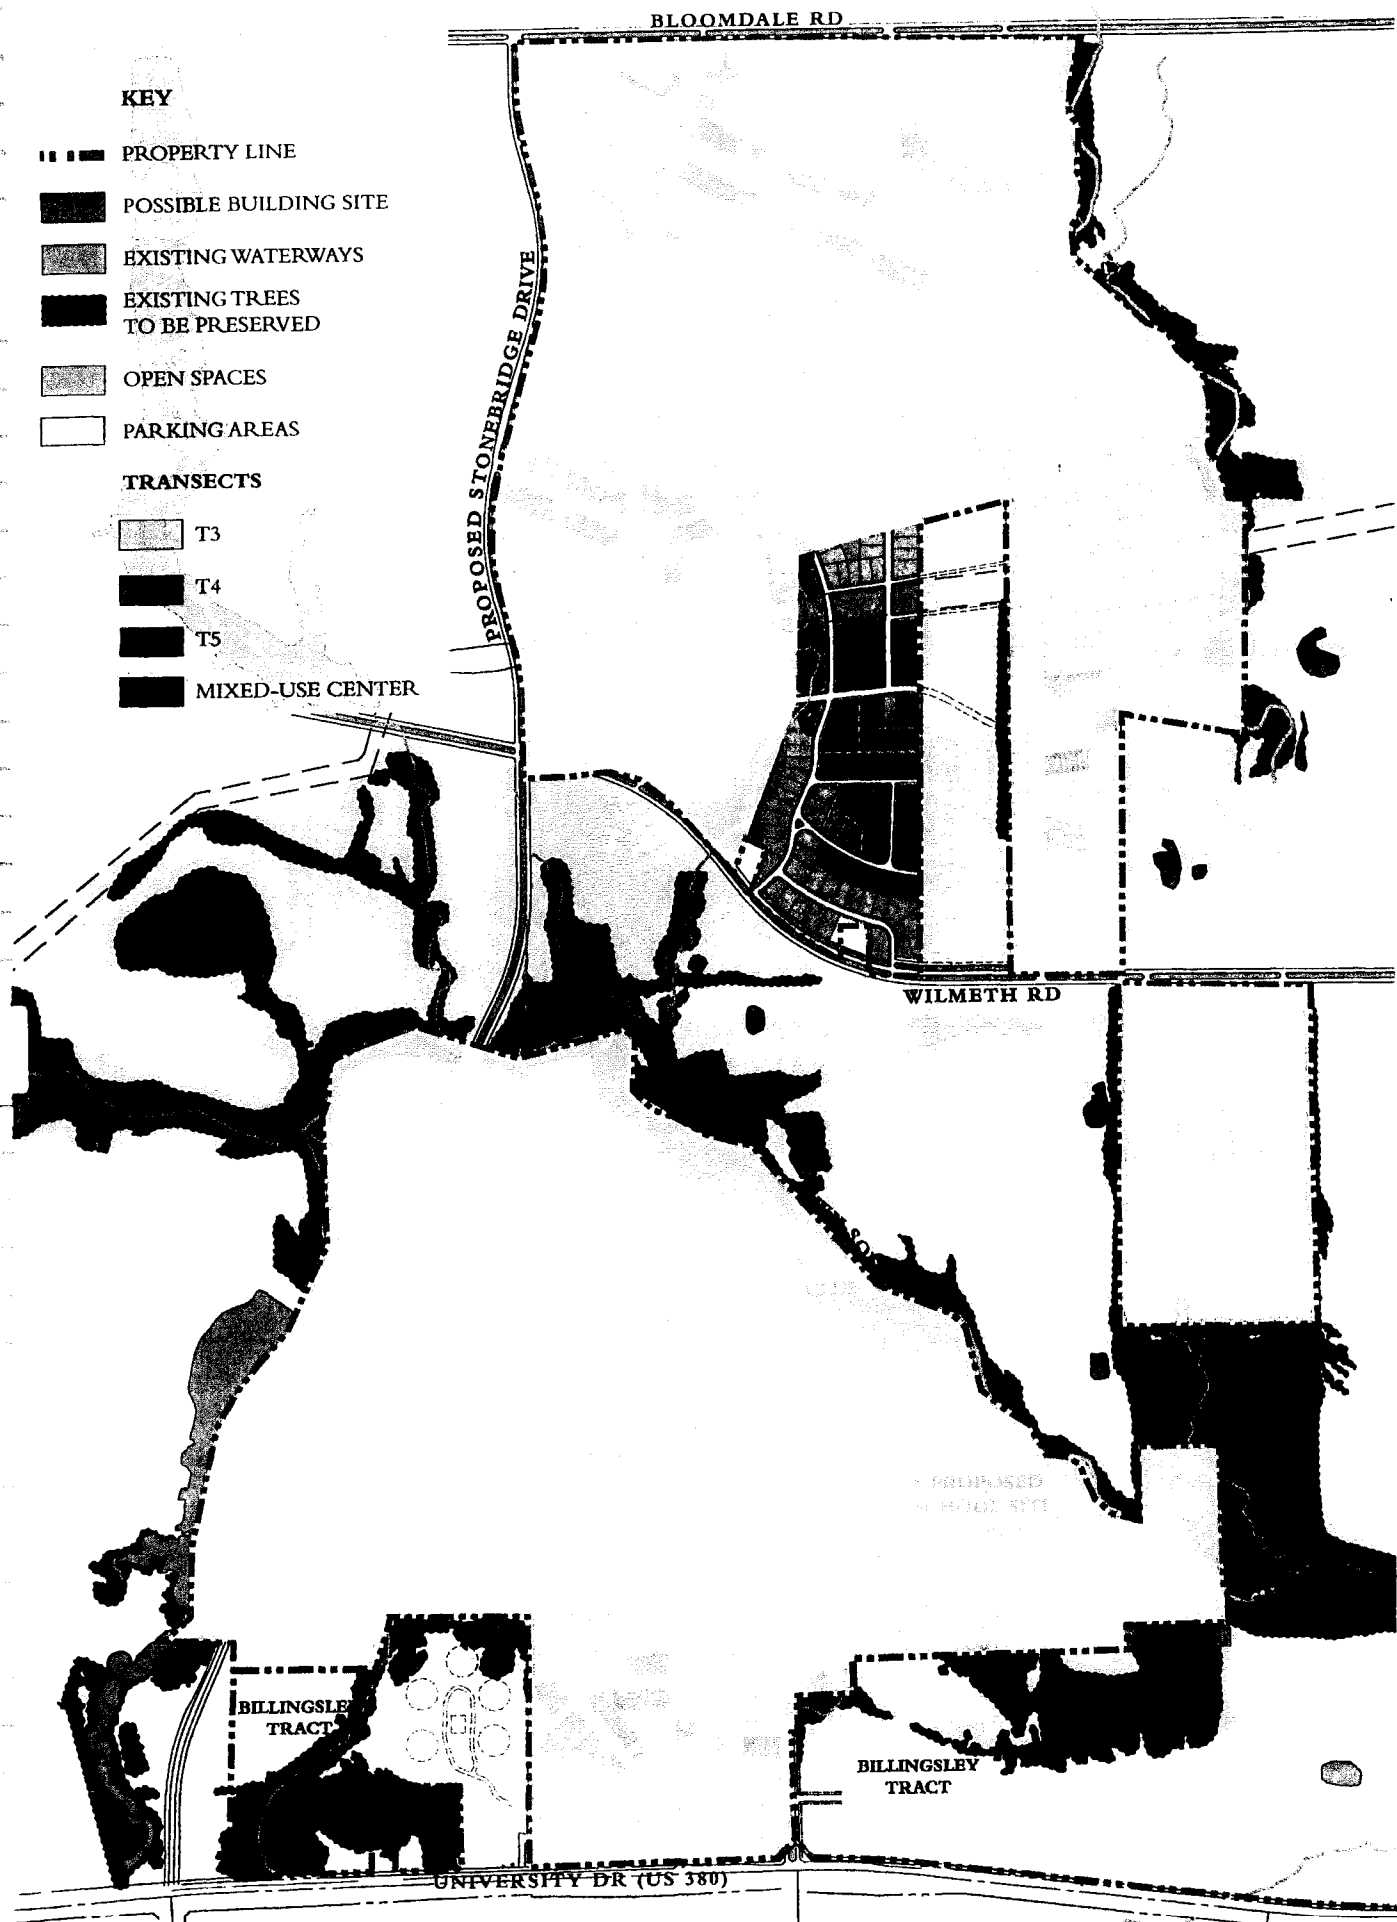 BLOOMDALE RD
KEY
PROPERTY LINE
POSSIBLE BUILDING SITE
EXISTING WATERWAYS
EXISTING TREES
TO BE PRESERVED
OPEN SPACES
PARKING AREAS
TRANSECTS
T3
T4
T5
MIXED-USE CENTER
PROPOSED STONEBRIDGE DRIVE
WILMETH RD
PROPOSED
SITE
BILLINGSLEY
TRACT
BILLINGSLEY
TRACT
UNIVERSITY DR (US 380)